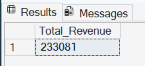 Results Messages
Total_Revenue
1 233081